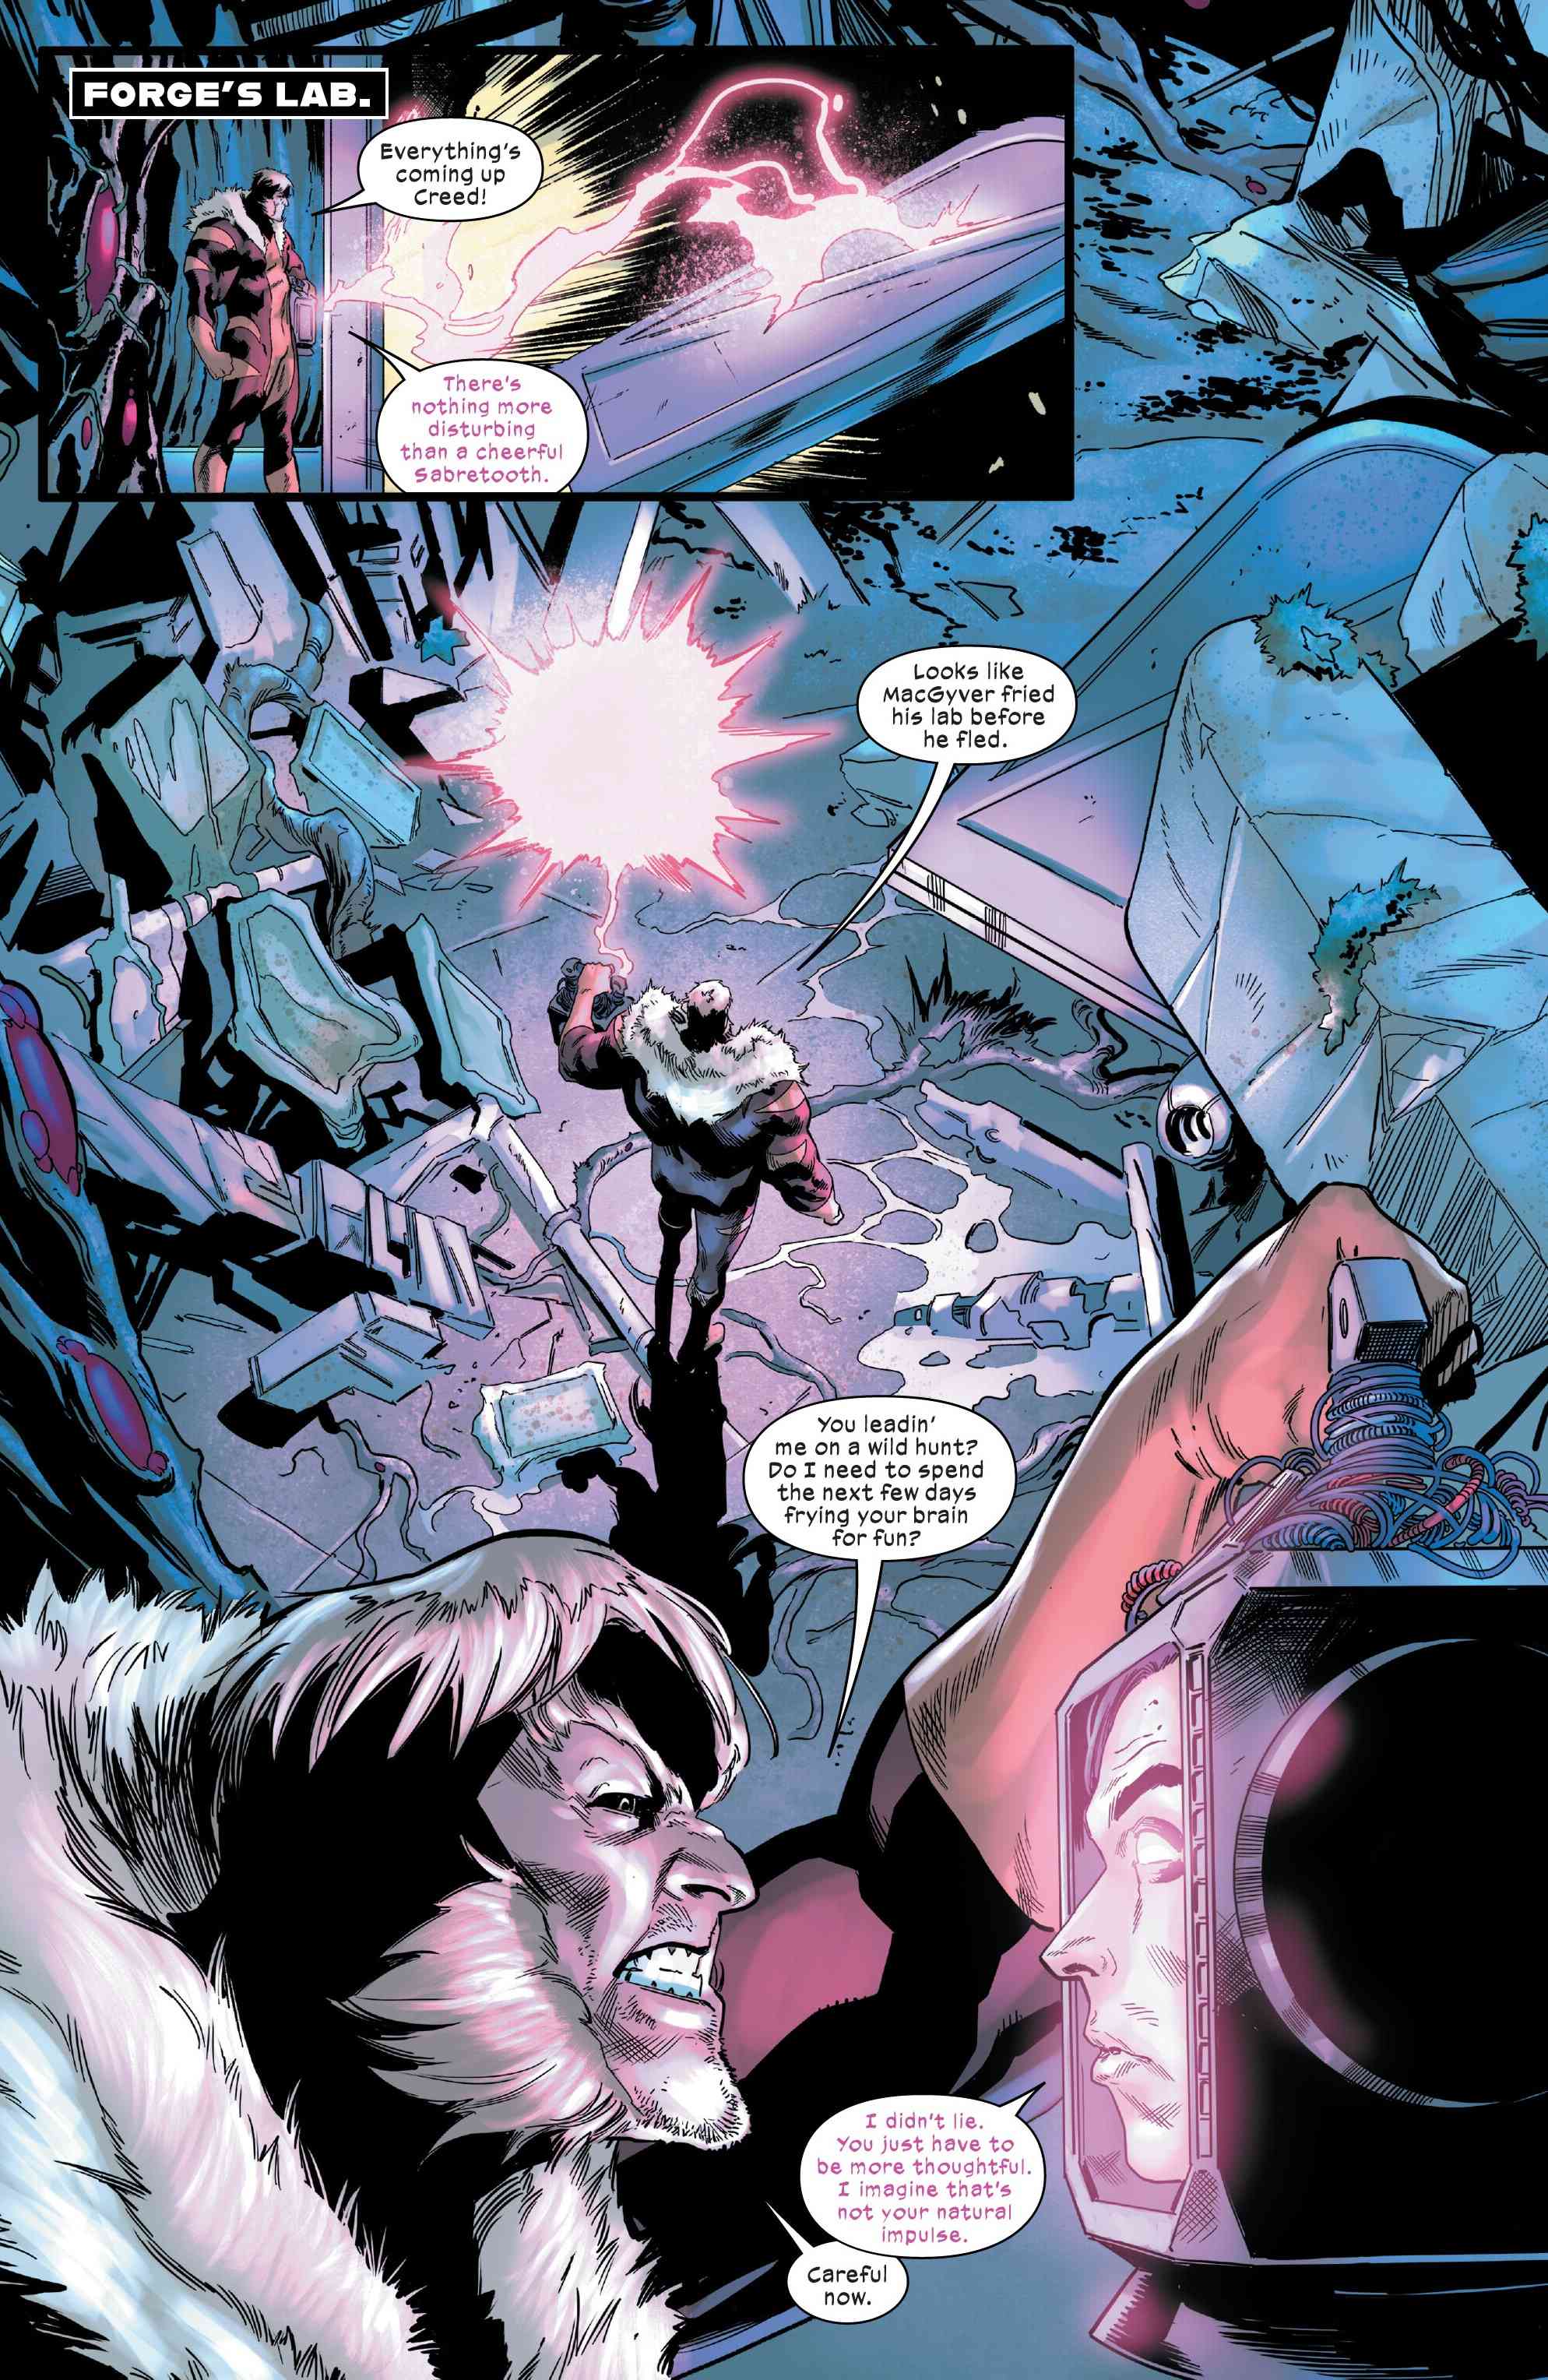 FORGE'S LAB.
Everything's
coming up
Creed!
There's
nothing more
disturbing
than a cheerful
Sabretooth.
Looks like
MacGyver fried
his lab before
he fled.
You leadin'
me on a wild hunt?
Do I need to spend
the next few days
frying your brain
for fun?
I didn't lie.
You just have to
be more thoughtful.
I imagine that's
not your natural
impulse.
Careful
now.